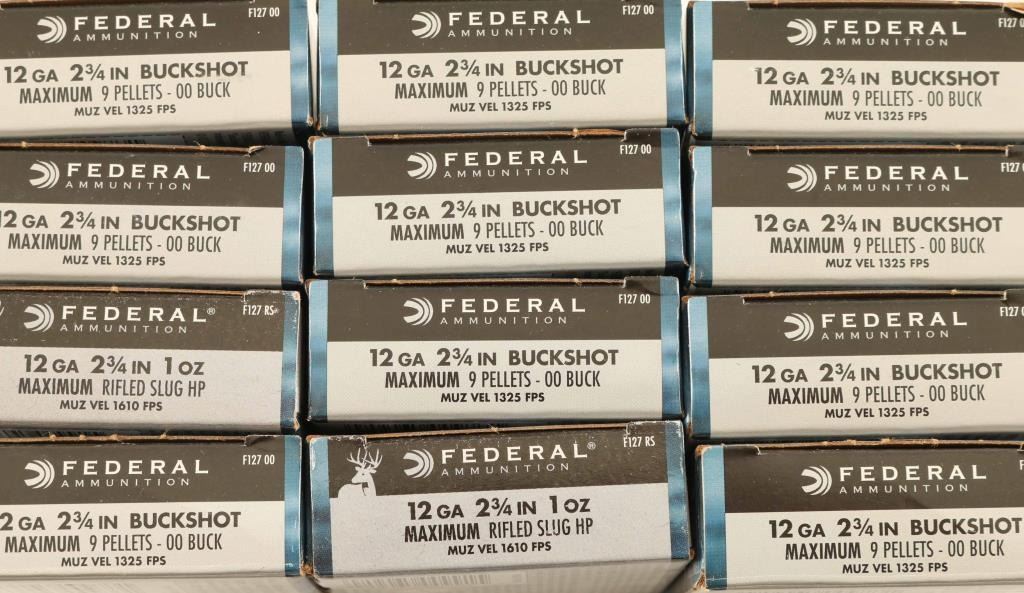 FEDERAL
AMMUNITION
F127 00
12 GA 2¾ IN BUCKSHOT
MAXIMUM 9 PELLETS - 00 BUCK
MUZ VEL 1325 FPS
FEDERAL
AMMUNITION
F127 00
12 GA 2¾ IN BUCKSHOT
MAXIMUM 9 PELLETS - 00 BUCK
MUZ VEL 1325 FPS
FEDERAL
AMMUNITION
F127 0
12 GA 2¾ IN BUCKSHOT
MAXIMUM 9 PELLETS - 00 BUCK
MUZ VEL 1325 FPS
FEDERAL
AMMUNITION
F127 00
12 GA 2¾ IN BUCKSHOT
MAXIMUM 9 PELLETS - 00 BUCK
MUZ VEL 1325 FPS
FEDERAL
AMMUNITION
F127 00
12 GA 2¾ IN BUCKSHOT
MAXIMUM 9 PELLETS - 00 BUCK
MUZ VEL 1325 FPS
FEDERAL
AMMUNITION
F127
12 GA 2¾ IN BUCKSHOT
MAXIMUM 9 PELLETS - 00 BUCK
MUZ VEL 1325 FPS
FEDERAL®
AMMUNITION
F127 RS
12 GA 2¾ IN 1 OZ
MAXIMUM RIFLED SLUG HP
MUZ VEL 1610 FPS
FEDERAL
AMMUNITION
F127 00
12 GA 2¾ IN BUCKSHOT
MAXIMUM 9 PELLETS - 00 BUCK
MUZ VEL 1325 FPS
FEDERAL
AMMUNITION
F127 0
12 GA 2¾ IN BUCKSHOT
MAXIMUM 9 PELLETS - 00 BUCK
MUZ VEL 1325 FPS
FEDERAL
AMMUNITION
F127 00
2 GA 2¾ IN BUCKSHOT
MAXIMUM 9 PELLETS - 00 BUCK
MUZ VEL 1325 FPS
FEDERAL®
AMMUNITION
F127 RS
12 GA 2¾ IN 1 OZ
MAXIMUM RIFLED SLUG HP
MUZ VEL 1610 FPS
FEDERAL
AMMUNITION
12 GA 2¾ IN BUCKSHOT
MAXIMUM 9 PELLETS - 00 BUCK
MUZ VEL 1325 FPS